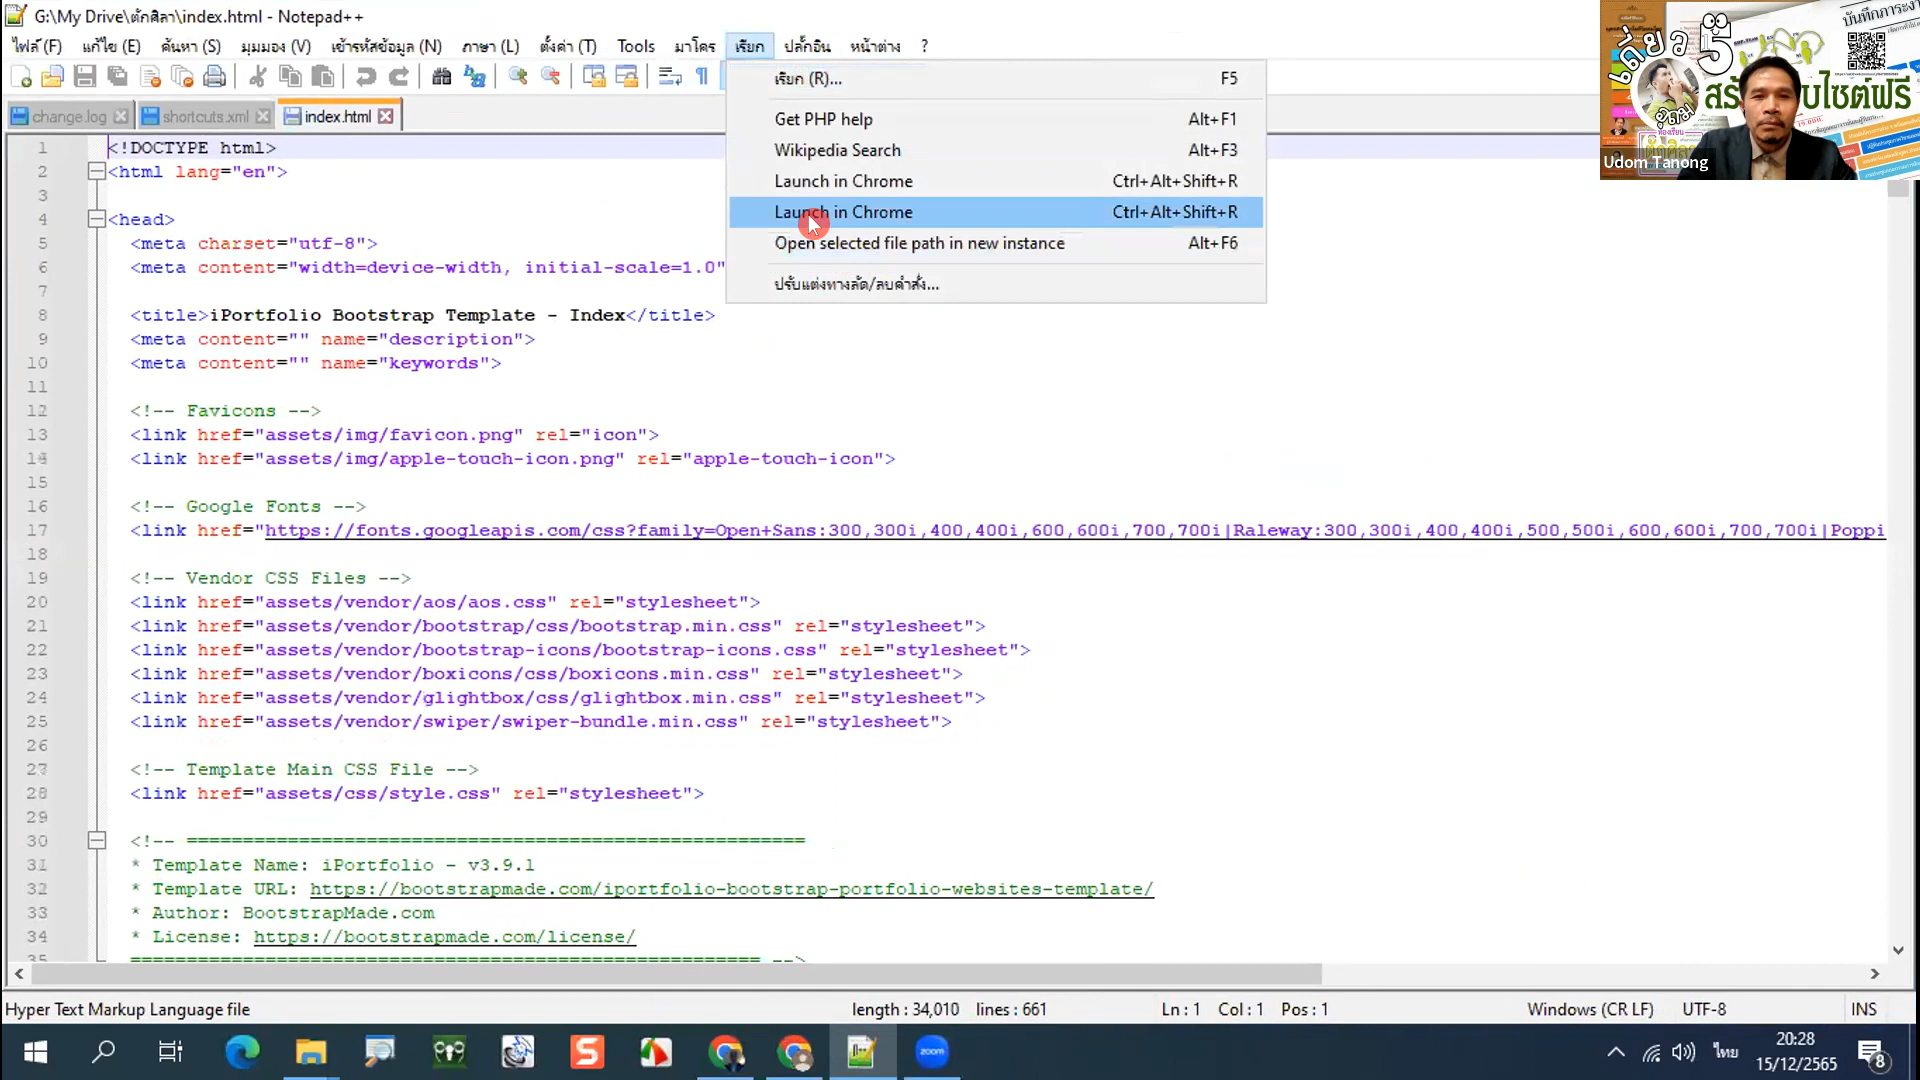 G:\My Drive\ตักศิลา\index.html - Notepad++
ไฟล์ (F) แก้ไข (E) ค้นหา (S) มุมมอง (V) เข้ารหัสข้อมูล (N) ภาษา (L) ตั้งค่า (T) Tools มาโคร เรียก ปลั๊กอิน หน้าต่าง ?
เรียก (R)... F5
Get PHP help Alt+F1
Wikipedia Search Alt+F3
Launch in Chrome Ctrl+Alt+Shift+R
Launch in Chrome Ctrl+Alt+Shift+R
Open selected file path in new instance Alt+F6
ปรับแต่งทางลัด/ลบคำสั่ง...
change.log shortcuts.xml index.html
1 <!DOCTYPE html>
2 <html lang="en">
3
4 <head>
5 <meta charset="utf-8">
6 <meta content="width=device-width, initial-scale=1.0"
7
8 <title>iPortfolio Bootstrap Template - Index</title>
9 <meta content="" name="description">
10 <meta content="" name="keywords">
11
12 <!-- Favicons -->
13 <link href="assets/img/favicon.png" rel="icon">
14 <link href="assets/img/apple-touch-icon.png" rel="apple-touch-icon">
15
16 <!-- Google Fonts -->
17 <link href="https://fonts.googleapis.com/css?family=Open+Sans:300,300i,400,400i,600,600i,700,700i|Raleway:300,300i,400,400i,500,500i,600,600i,700,700i|Poppi
18
19 <!-- Vendor CSS Files -->
20 <link href="assets/vendor/aos/aos.css" rel="stylesheet">
21 <link href="assets/vendor/bootstrap/css/bootstrap.min.css" rel="stylesheet">
22 <link href="assets/vendor/bootstrap-icons/bootstrap-icons.css" rel="stylesheet">
23 <link href="assets/vendor/boxicons/css/boxicons.min.css" rel="stylesheet">
24 <link href="assets/vendor/glightbox/css/glightbox.min.css" rel="stylesheet">
25 <link href="assets/vendor/swiper/swiper-bundle.min.css" rel="stylesheet">
26
27 <!-- Template Main CSS File -->
28 <link href="assets/css/style.css" rel="stylesheet">
29
30 <!-- =======================================================
31 * Template Name: iPortfolio - v3.9.1
32 * Template URL: https://bootstrapmade.com/iportfolio-bootstrap-portfolio-websites-template/
33 * Author: BootstrapMade.com
34 * License: https://bootstrapmade.com/license/
35 ======================================================== -->
Hyper Text Markup Language file length : 34,010 lines : 661 Ln : 1 Col : 1 Pos : 1 Windows (CR LF) UTF-8 INS
zoom
ไทย
20:28
15/12/2565
8
บันทึกภาระงา
เดี่ยว 5
Udom Tanong